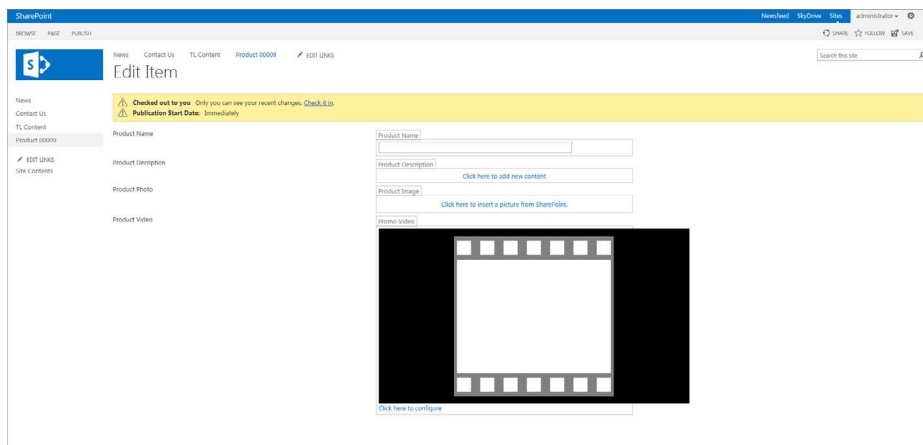 SharePoint
Newsfeed SkyDrive Sites administrator
BROWSE PAGE PUBLISH
SHARE FOLLOW SAVE
S
News Contact Us TL Content Product 00009 EDIT LINKS
Search this site
Edit Item
News
Contact Us
TL Content
Product 00009
EDIT LINKS
Site Contents
Checked out to you Only you can see your recent changes. Check it in.
Publication Start Date: Immediately
Product Name
Product Name
Product Decription
Product Description
Click here to add new content
Product Photo
Product Image
Click here to insert a picture from SharePoint.
Product Video
Promo Video
Click here to configure